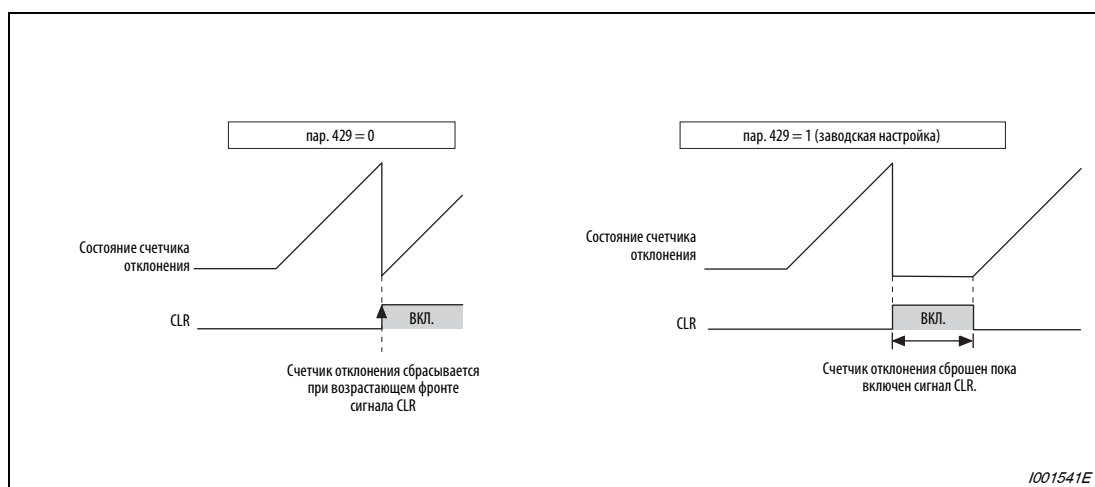 пар. 429 = 0
Состояние счетчика
отклонения
CLR
ВКЛ.
Счетчик отклонения сбрасывается
при возрастающем фронте
сигнала CLR
пар. 429 = 1 (заводская настройка)
Состояние счетчика
отклонения
CLR
ВКЛ.
Счетчик отклонения сброшен пока
включен сигнал CLR.
I001541E